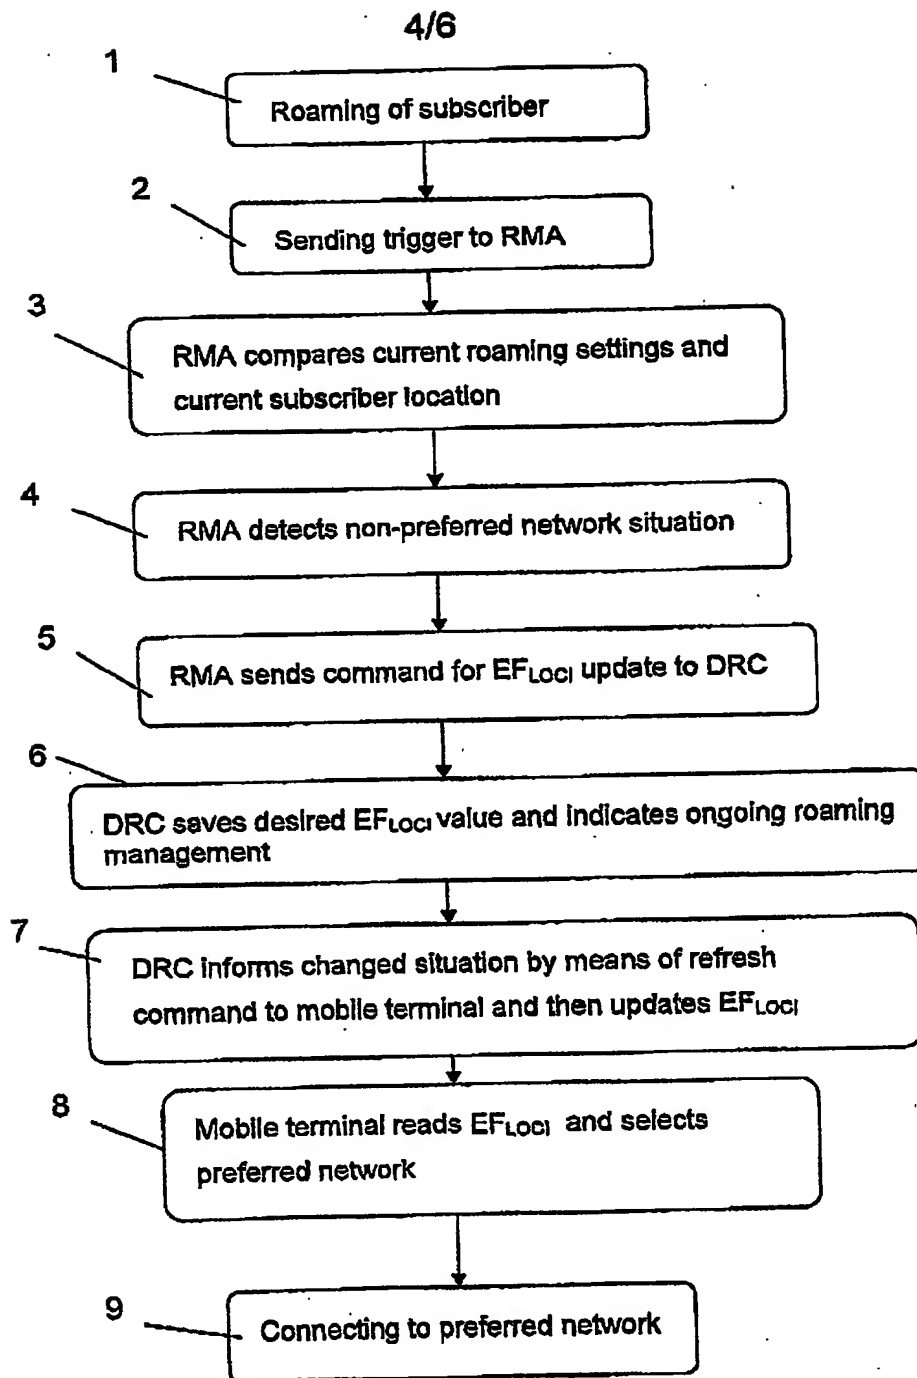 4/6
1
Roaming of subscriber
2
Sending trigger to RMA
3
RMA compares current roaming settings and
current subscriber location
4
RMA detects non-preferred network situation
5
RMA sends command for EFLOCI update to DRC
6
DRC saves desired EFLOCI value and indicates ongoing roaming
management
7
DRC informs changed situation by means of refresh
command to mobile terminal and then updates EFLOCI
8
Mobile terminal reads EFLOCI and selects
preferred network
9
Connecting to preferred network